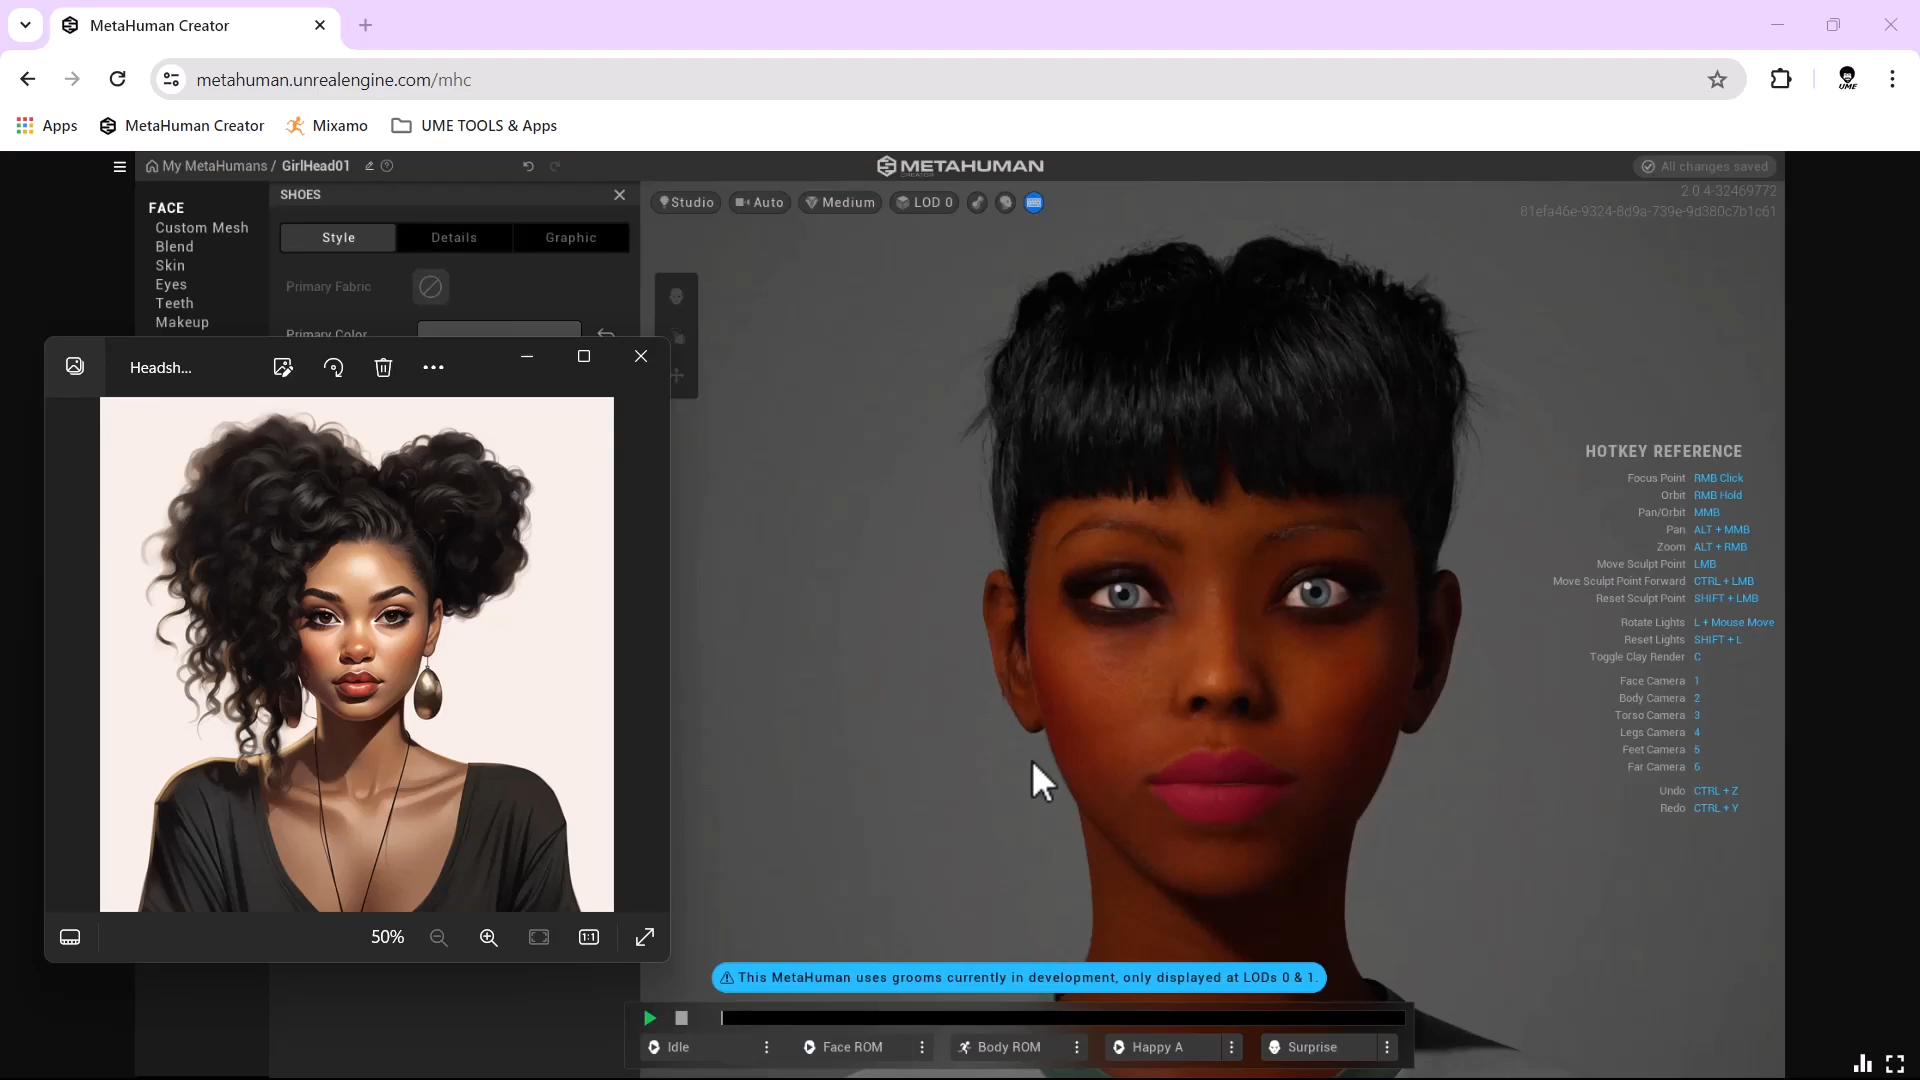 MetaHuman Creator
metahuman.unrealengine.com/mhc
UME
Apps
MetaHuman Creator
Mixamo
UME TOOLS & Apps
My MetaHumans / GirlHead01
METAHUMAN
CREATOR
All changes saved
2.0.4-32469772
81efa46e-9324-8d9a-739e-9d380c7b1c61
FACE
Custom Mesh
Blend
Skin
Eyes
Teeth
Makeup
SHOES
Style
Details
Graphic
Primary Fabric
Primary Color
Studio
Auto
Medium
LOD 0
Headsh...
50%
1:1
HOTKEY REFERENCE
Focus Point RMB Click
Orbit RMB Hold
Pan/Orbit MMB
Pan ALT + MMB
Zoom ALT + RMB
Move Sculpt Point LMB
Move Sculpt Point Forward CTRL + LMB
Reset Sculpt Point SHIFT + LMB
Rotate Lights L + Mouse Move
Reset Lights SHIFT + L
Toggle Clay Render C
Face Camera 1
Body Camera 2
Torso Camera 3
Legs Camera 4
Feet Camera 5
Far Camera 6
Undo CTRL + Z
Redo CTRL + Y
This MetaHuman uses grooms currently in development, only displayed at LODs 0 & 1.
Idle
Face ROM
Body ROM
Happy A
Surprise